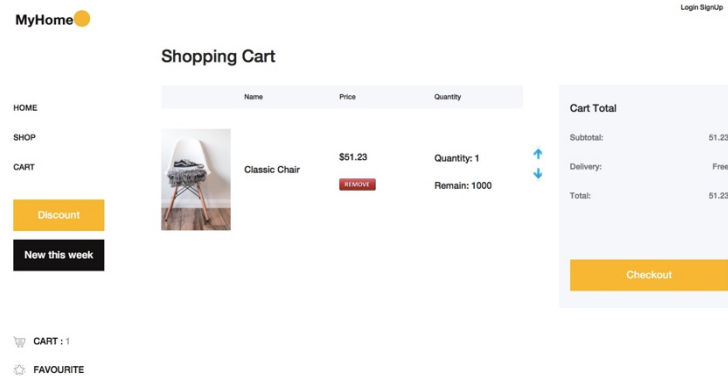 Login SignUp
MyHome
Shopping Cart
Name Price Quantity
Cart Total
HOME
SHOP
CART
Discount
New this week
CART : 1
FAVOURITE
Classic Chair
$51.23
REMOVE
Quantity: 1
Remain: 1000
Subtotal: 51.23
Delivery: Free
Total: 51.23
Checkout